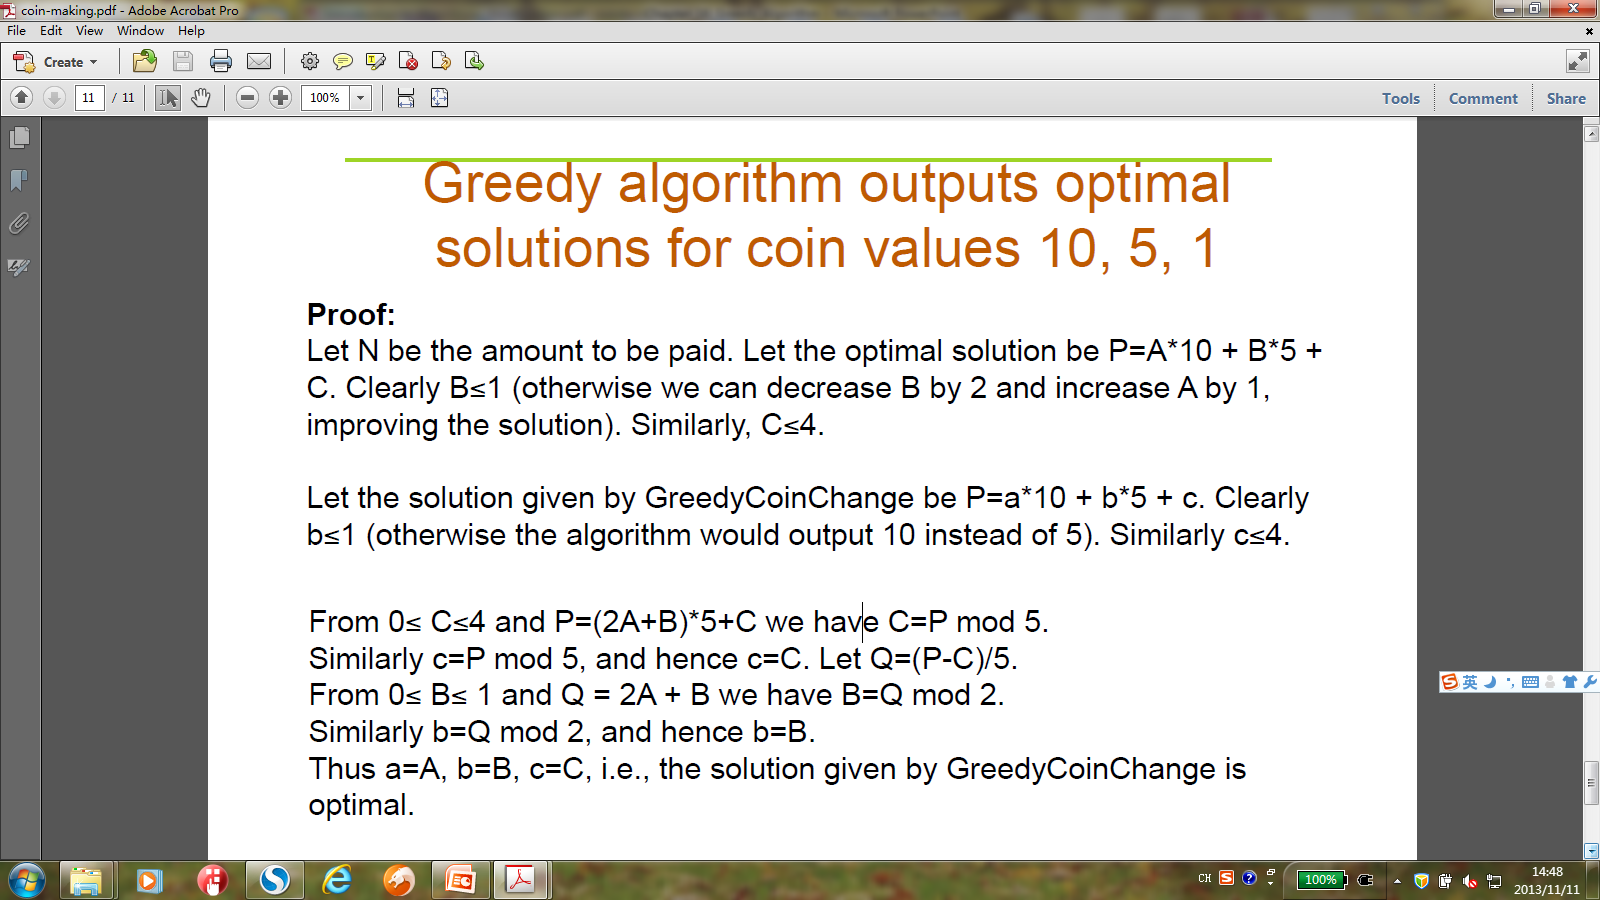 coin-making.pdf - Adobe Acrobat Pro
File Edit View Window Help
Create
11 / 11 100% Tools Comment Share
Greedy algorithm outputs optimal
solutions for coin values 10, 5, 1
Proof:
Let N be the amount to be paid. Let the optimal solution be P=A*10 + B*5 +
C. Clearly B≤1 (otherwise we can decrease B by 2 and increase A by 1,
improving the solution). Similarly, C≤4.
Let the solution given by GreedyCoinChange be P=a*10 + b*5 + c. Clearly
b≤1 (otherwise the algorithm would output 10 instead of 5). Similarly c≤4.
From 0≤ C≤4 and P=(2A+B)*5+C we have C=P mod 5.
Similarly c=P mod 5, and hence c=C. Let Q=(P-C)/5.
From 0≤ B≤ 1 and Q = 2A + B we have B=Q mod 2.
Similarly b=Q mod 2, and hence b=B.
Thus a=A, b=B, c=C, i.e., the solution given by GreedyCoinChange is
optimal.
英
CH 100% 14:48
2013/11/11